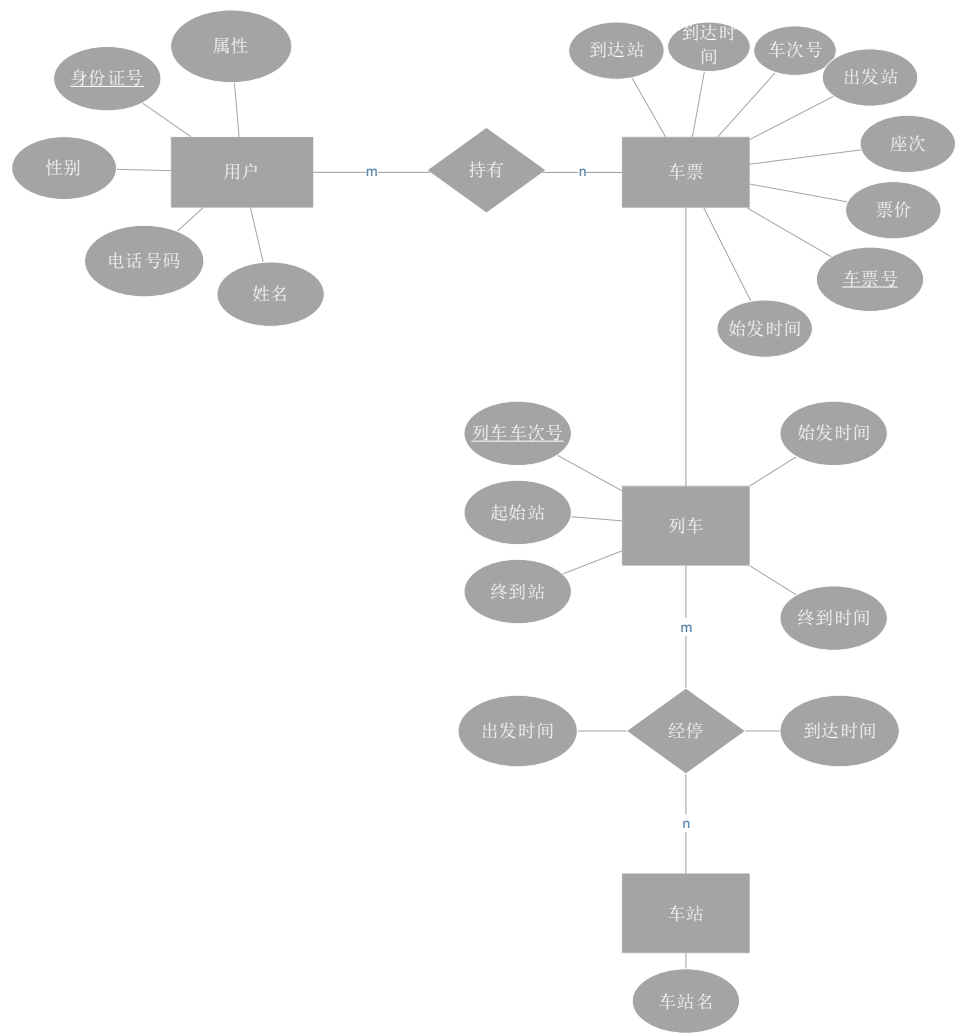 属性
身份证号
性别
用户
电话号码
姓名
m
持有
n
到达站
到达时
间
车次号
出发站
座次
车票
票价
车票号
始发时间
列车车次号
始发时间
起始站
列车
终到站
终到时间
m
出发时间
经停
到达时间
n
车站
车站名